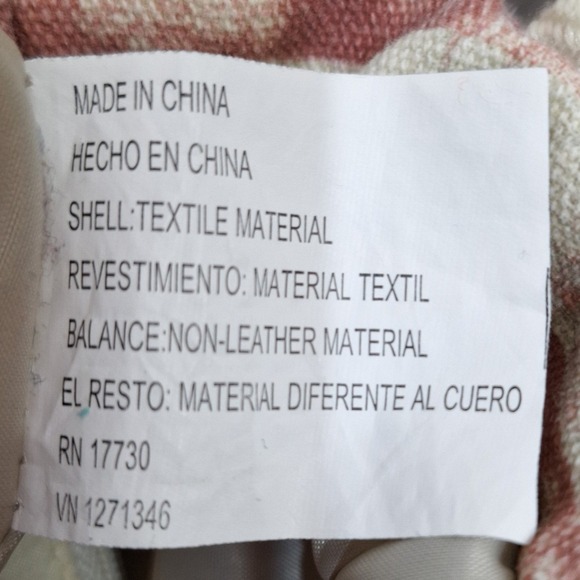 MADE IN CHINA
HECHO EN CHINA
SHELL:TEXTILE MATERIAL
REVESTIMIENTO: MATERIAL TEXTIL
BALANCE:NON-LEATHER MATERIAL
EL RESTO: MATERIAL DIFERENTE AL CUERO
RN 17730
VN 1271346